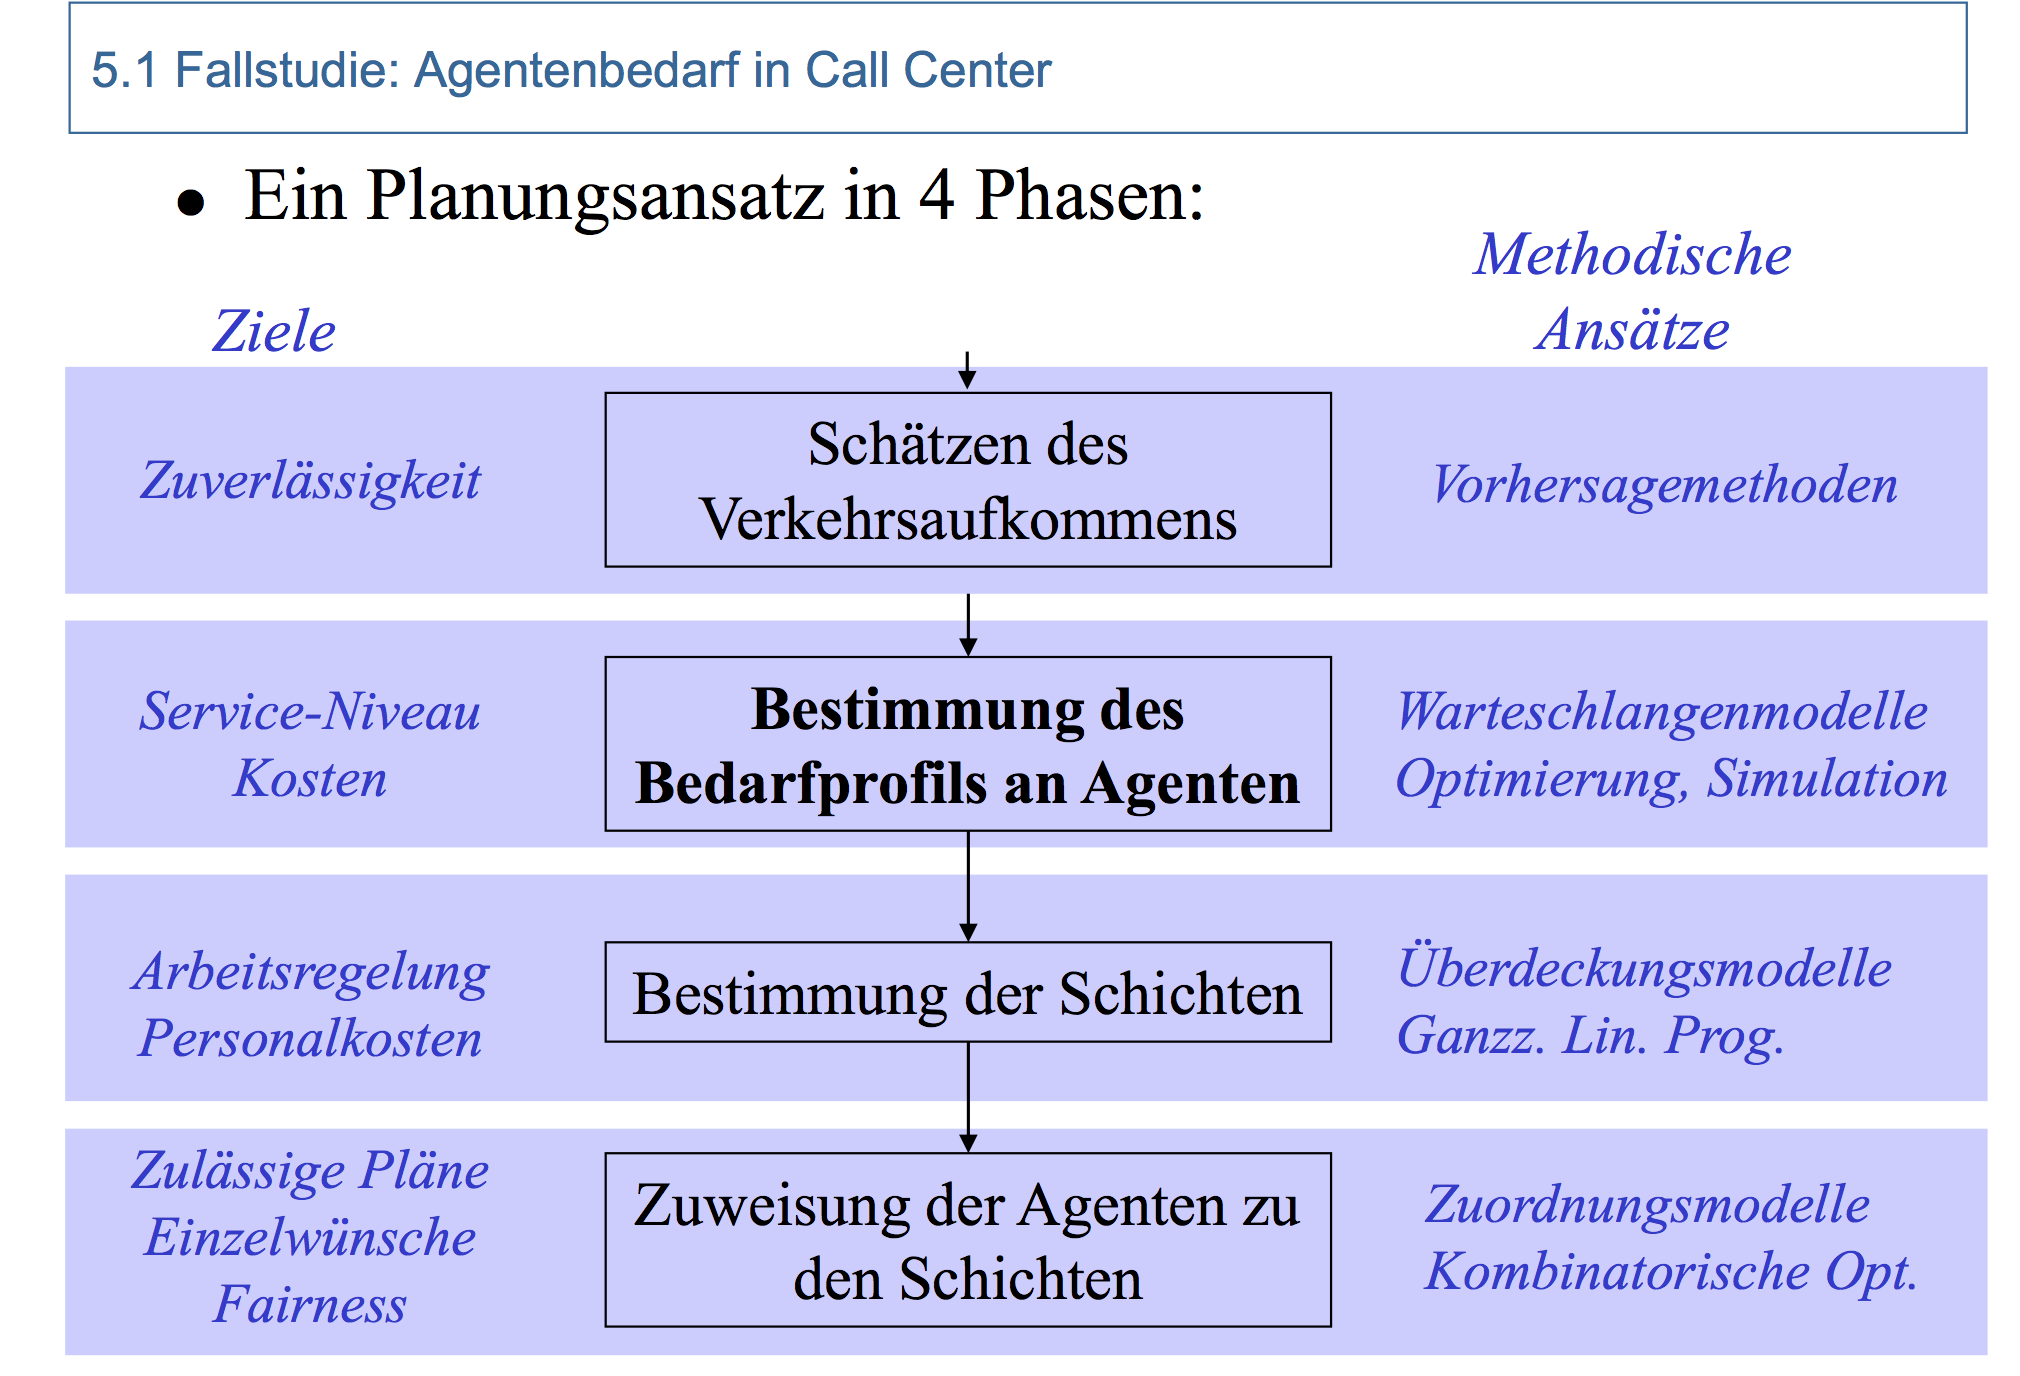 5.1 Fallstudie: Agentenbedarf in Call Center
● Ein Planungsansatz in 4 Phasen:
Ziele
Methodische
Ansätze
Zuverlässigkeit
Schätzen des
Verkehrsaufkommens
Vorhersagemethoden
Service-Niveau
Kosten
Bestimmung des
Bedarfprofils an Agenten
Warteschlangenmodelle
Optimierung, Simulation
Arbeitsregelung
Personalkosten
Bestimmung der Schichten
Überdeckungsmodelle
Ganzz. Lin. Prog.
Zulässige Pläne
Einzelwünsche
Fairness
Zuweisung der Agenten zu
den Schichten
Zuordnungsmodelle
Kombinatorische Opt.